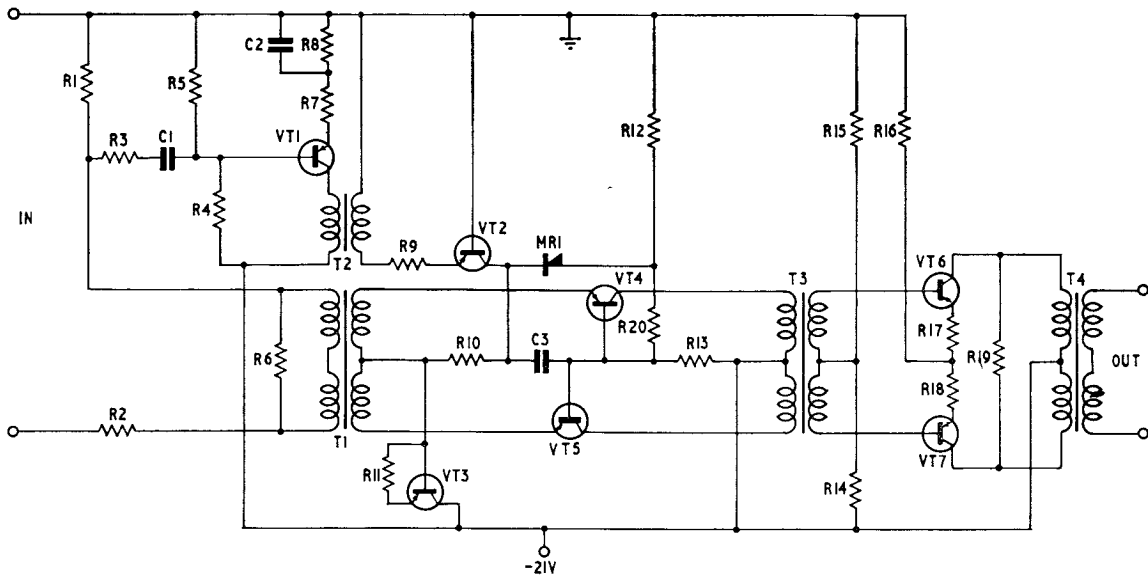 C2
R8
R1
R5
R7
R3
C1
VT1
R12
R15
R16
IN
R4
VT2
R9
MR1
T2
VT4
T3
VT6
T4
R20
R17
R10
C3
R13
R6
R19
OUT
R18
R2
T1
VT5
VT7
R11
VT3
R14
-21V